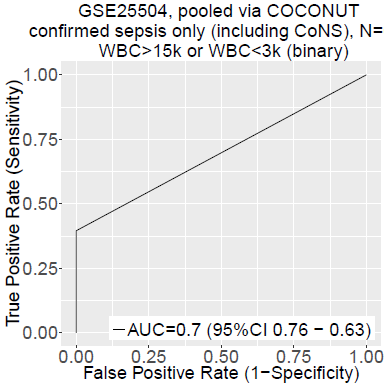 GSE25504, pooled via COCONUT
confirmed sepsis only (including CoNS), N=
WBC>15k or WBC<3k (binary)
True Positive Rate (Sensitivity)
1.00
0.75
0.50
0.25
0.00
AUC=0.7 (95%CI 0.76 − 0.63)
0.00 0.25 0.50 0.75 1.00
False Positive Rate (1−Specificity)